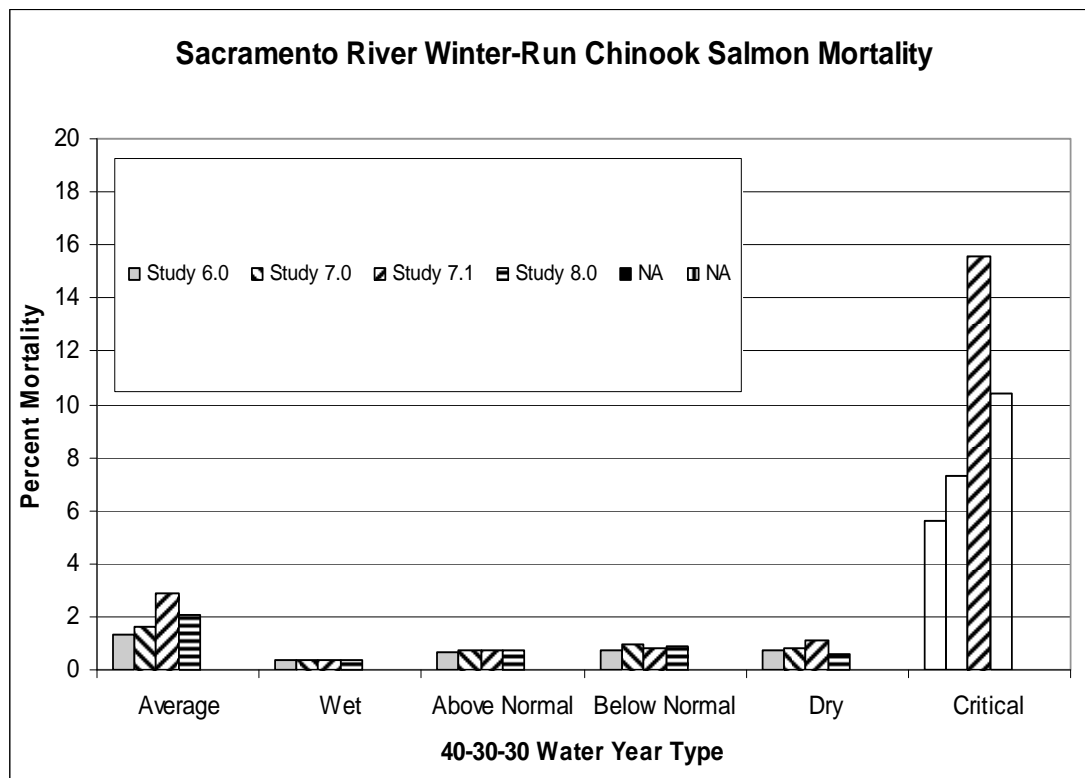 Sacramento River Winter-Run Chinook Salmon Mortality
20
18
16
14
12
10
8
6
4
2
0
Percent Mortality
Study 6.0 Study 7.0 Study 7.1 Study 8.0 NA NA
Average Wet Above Normal Below Normal Dry Critical
40-30-30 Water Year Type